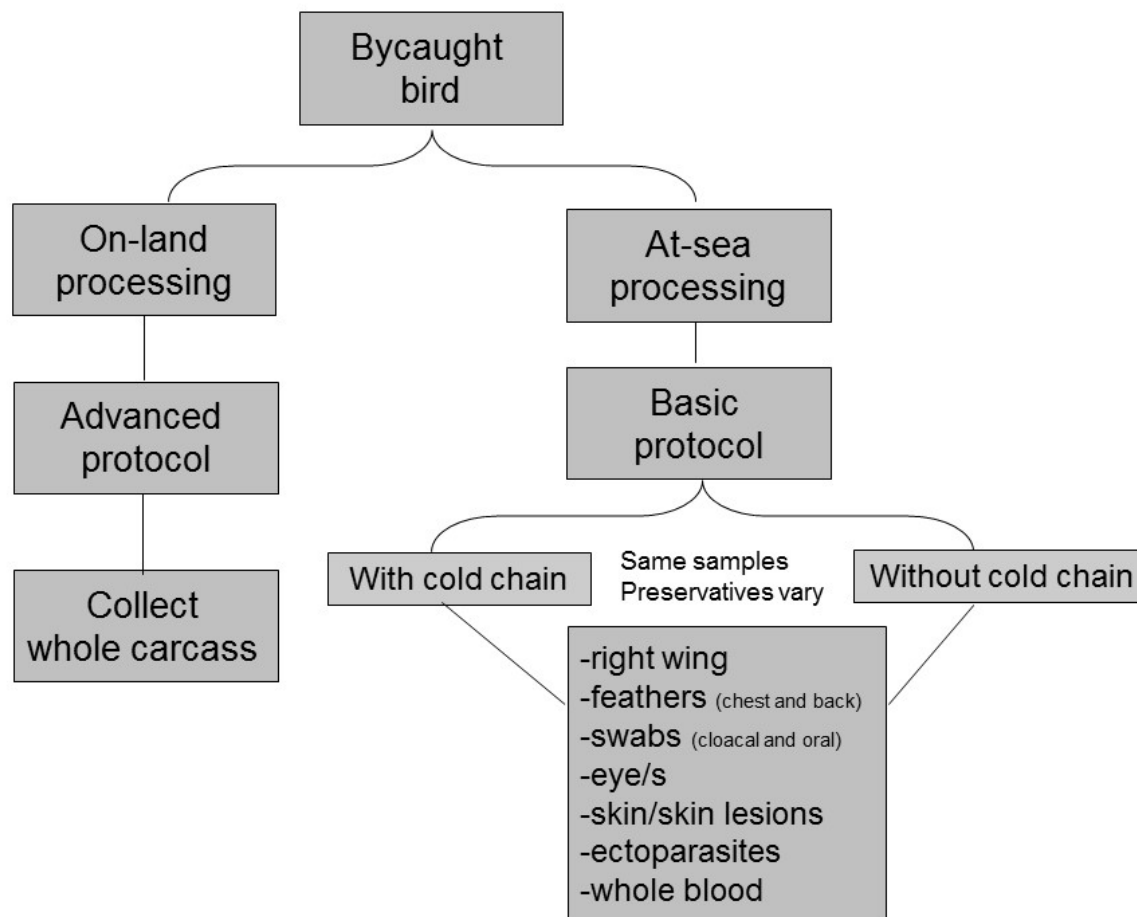 Bycaught
bird
On-land
processing
At-sea
processing
Advanced
protocol
Basic
protocol
Collect
whole carcass
With cold chain
Same samples
Preservatives vary
Without cold chain
-right wing
-feathers (chest and back)
-swabs (cloacal and oral)
-eye/s
-skin/skin lesions
-ectoparasites
-whole blood